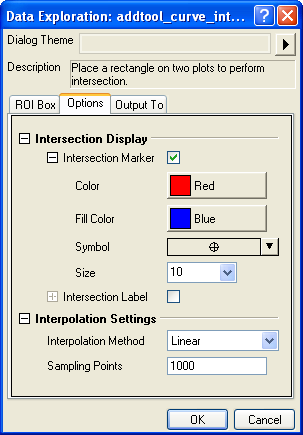 Data Exploration: addtool_curve_int...
Dialog Theme
Description
Place a rectangle on two plots to perform
intersection.
ROI Box
Options
Output To
Intersection Display
Intersection Marker
Color
Red
Fill Color
Blue
Symbol
Size
10
Intersection Label
Interpolation Settings
Interpolation Method
Linear
Sampling Points
1000
OK
Cancel